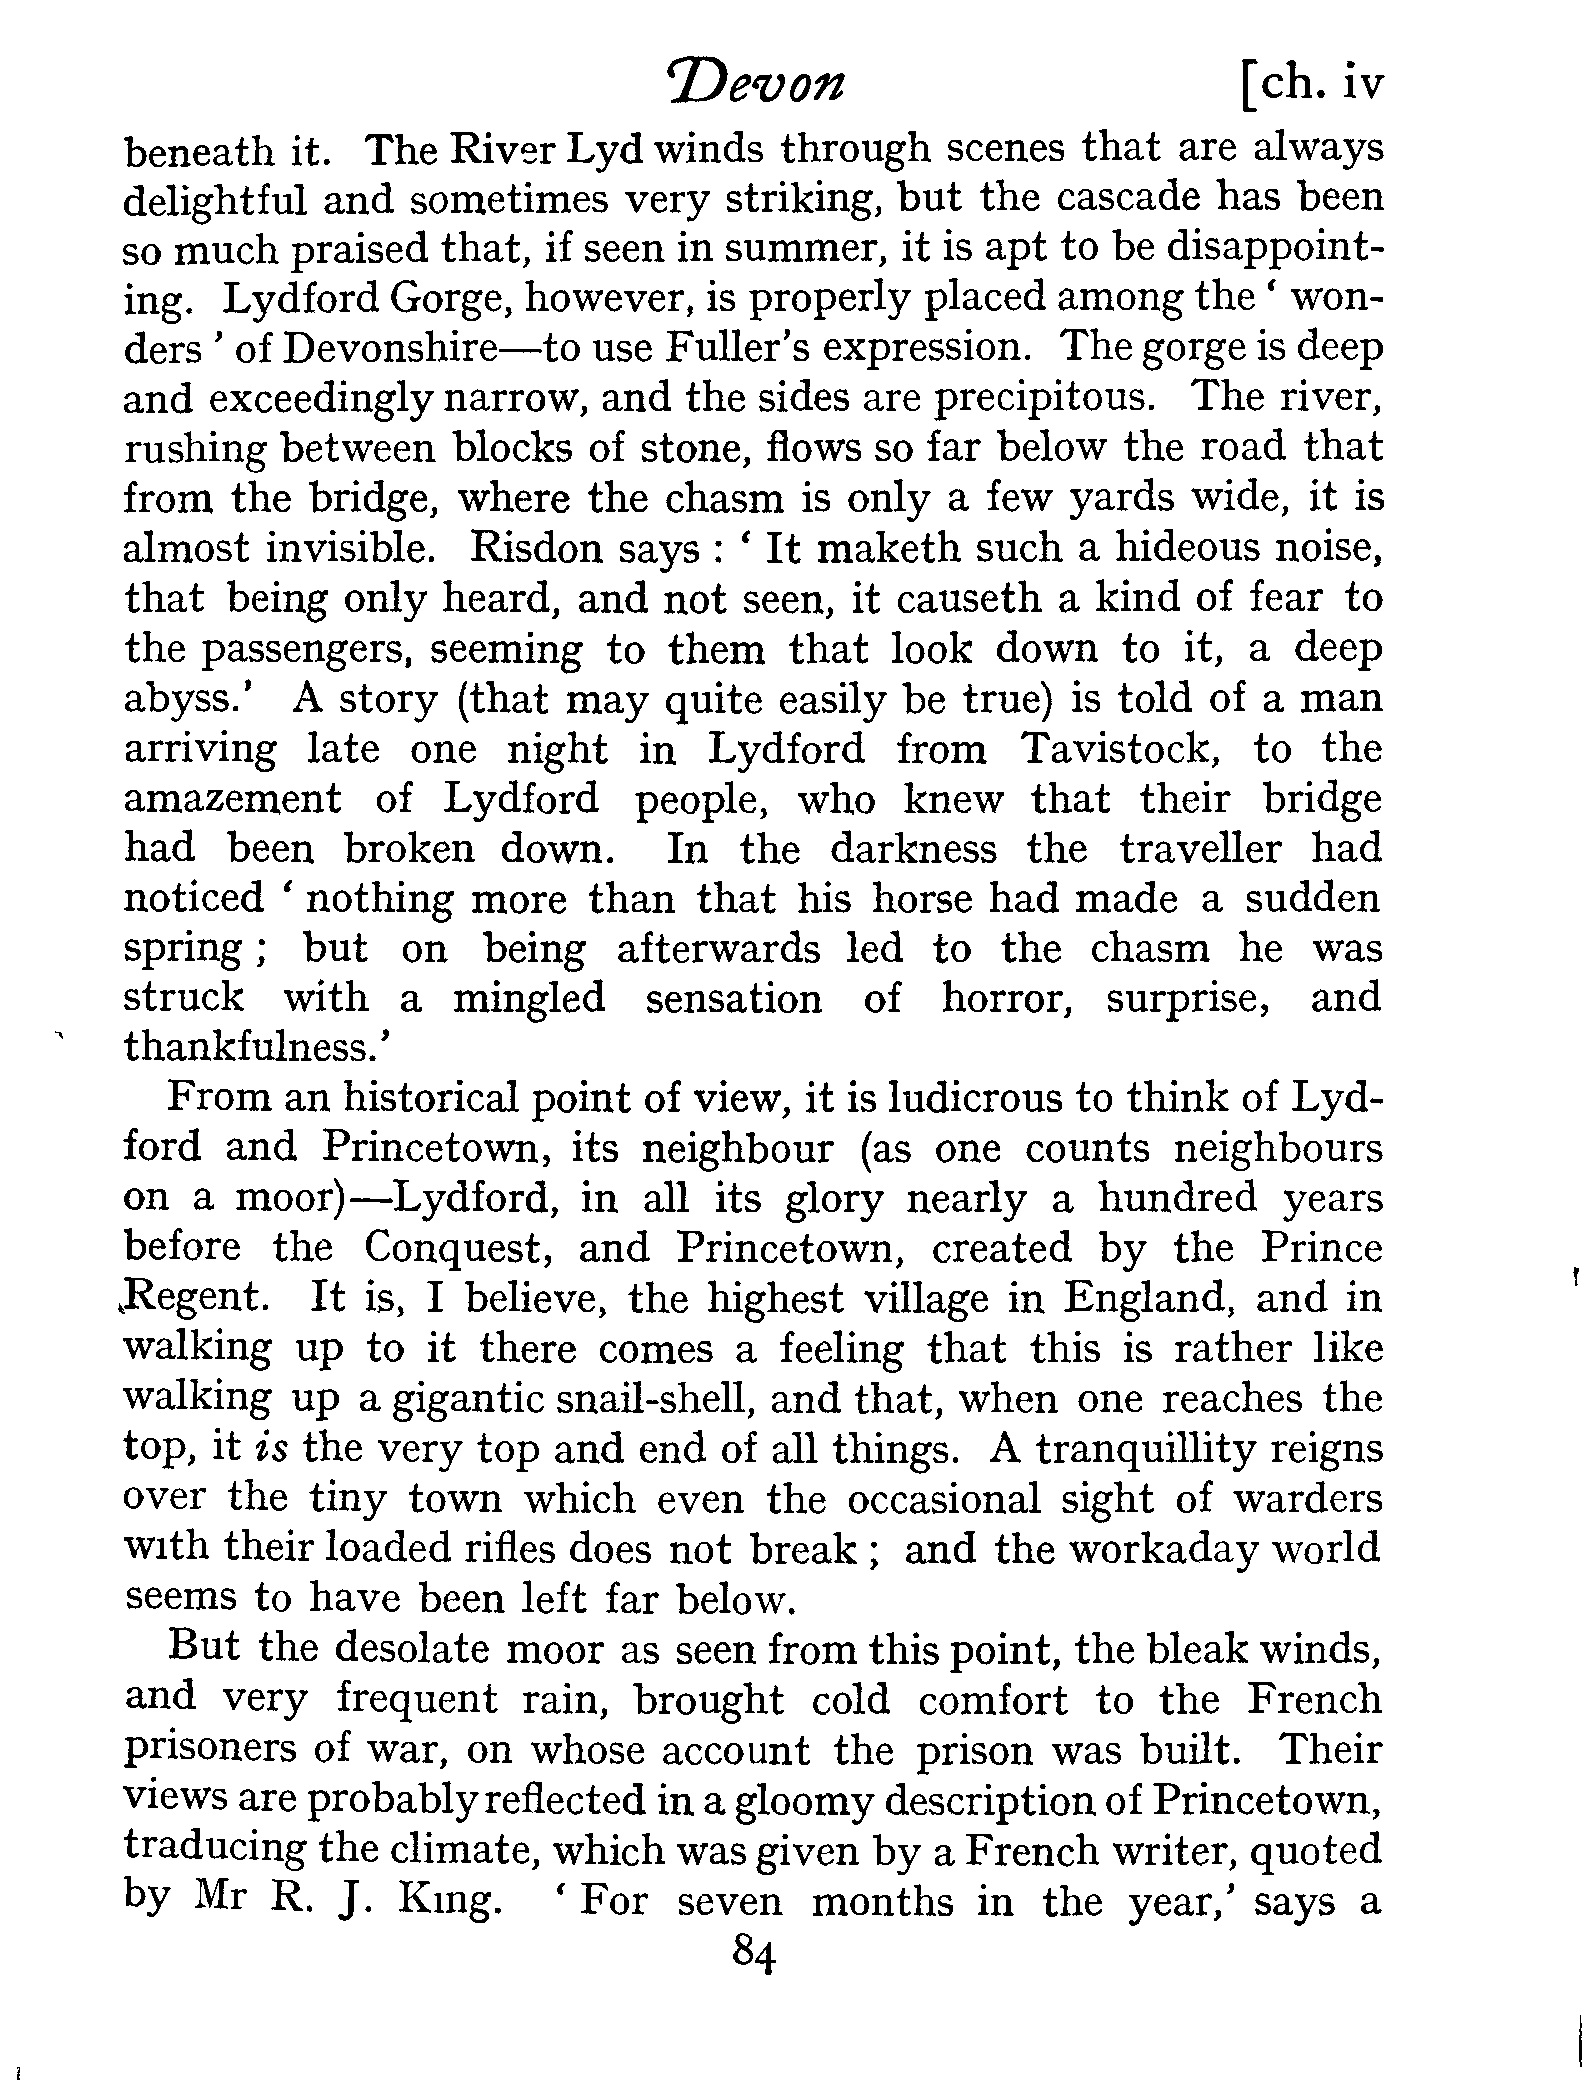 Devon [ch. iv
beneath it. The River Lyd winds through scenes that are always
delightful and sometimes very striking, but the cascade has been
so much praised that, if seen in summer, it is apt to be disappoint-
ing. Lydford Gorge, however, is properly placed among the ‘ won-
ders ’ of Devonshire—to use Fuller’s expression. The gorge is deep
and exceedingly narrow, and the sides are precipitous. The river,
rushing between blocks of stone, flows so far below the road that
from the bridge, where the chasm is only a few yards wide, it is
almost invisible. Risdon says : ‘ It maketh such a hideous noise,
that being only heard, and not seen, it causeth a kind of fear to
the passengers, seeming to them that look down to it, a deep
abyss.’ A story (that may quite easily be true) is told of a man
arriving late one night in Lydford from Tavistock, to the
amazement of Lydford people, who knew that their bridge
had been broken down. In the darkness the traveller had
noticed ‘ nothing more than that his horse had made a sudden
spring ; but on being afterwards led to the chasm he was
struck with a mingled sensation of horror, surprise, and
thankfulness.’
From an historical point of view, it is ludicrous to think of Lyd-
ford and Princetown, its neighbour (as one counts neighbours
on a moor)—Lydford, in all its glory nearly a hundred years
before the Conquest, and Princetown, created by the Prince
Regent. It is, I believe, the highest village in England, and in
walking up to it there comes a feeling that this is rather like
walking up a gigantic snail-shell, and that, when one reaches the
top, it is the very top and end of all things. A tranquillity reigns
over the tiny town which even the occasional sight of warders
with their loaded rifles does not break ; and the workaday world
seems to have been left far below.
But the desolate moor as seen from this point, the bleak winds,
and very frequent rain, brought cold comfort to the French
prisoners of war, on whose account the prison was built. Their
views are probably reflected in a gloomy description of Princetown,
traducing the climate, which was given by a French writer, quoted
by Mr R. J. King. ‘ For seven months in the year,’ says a
84